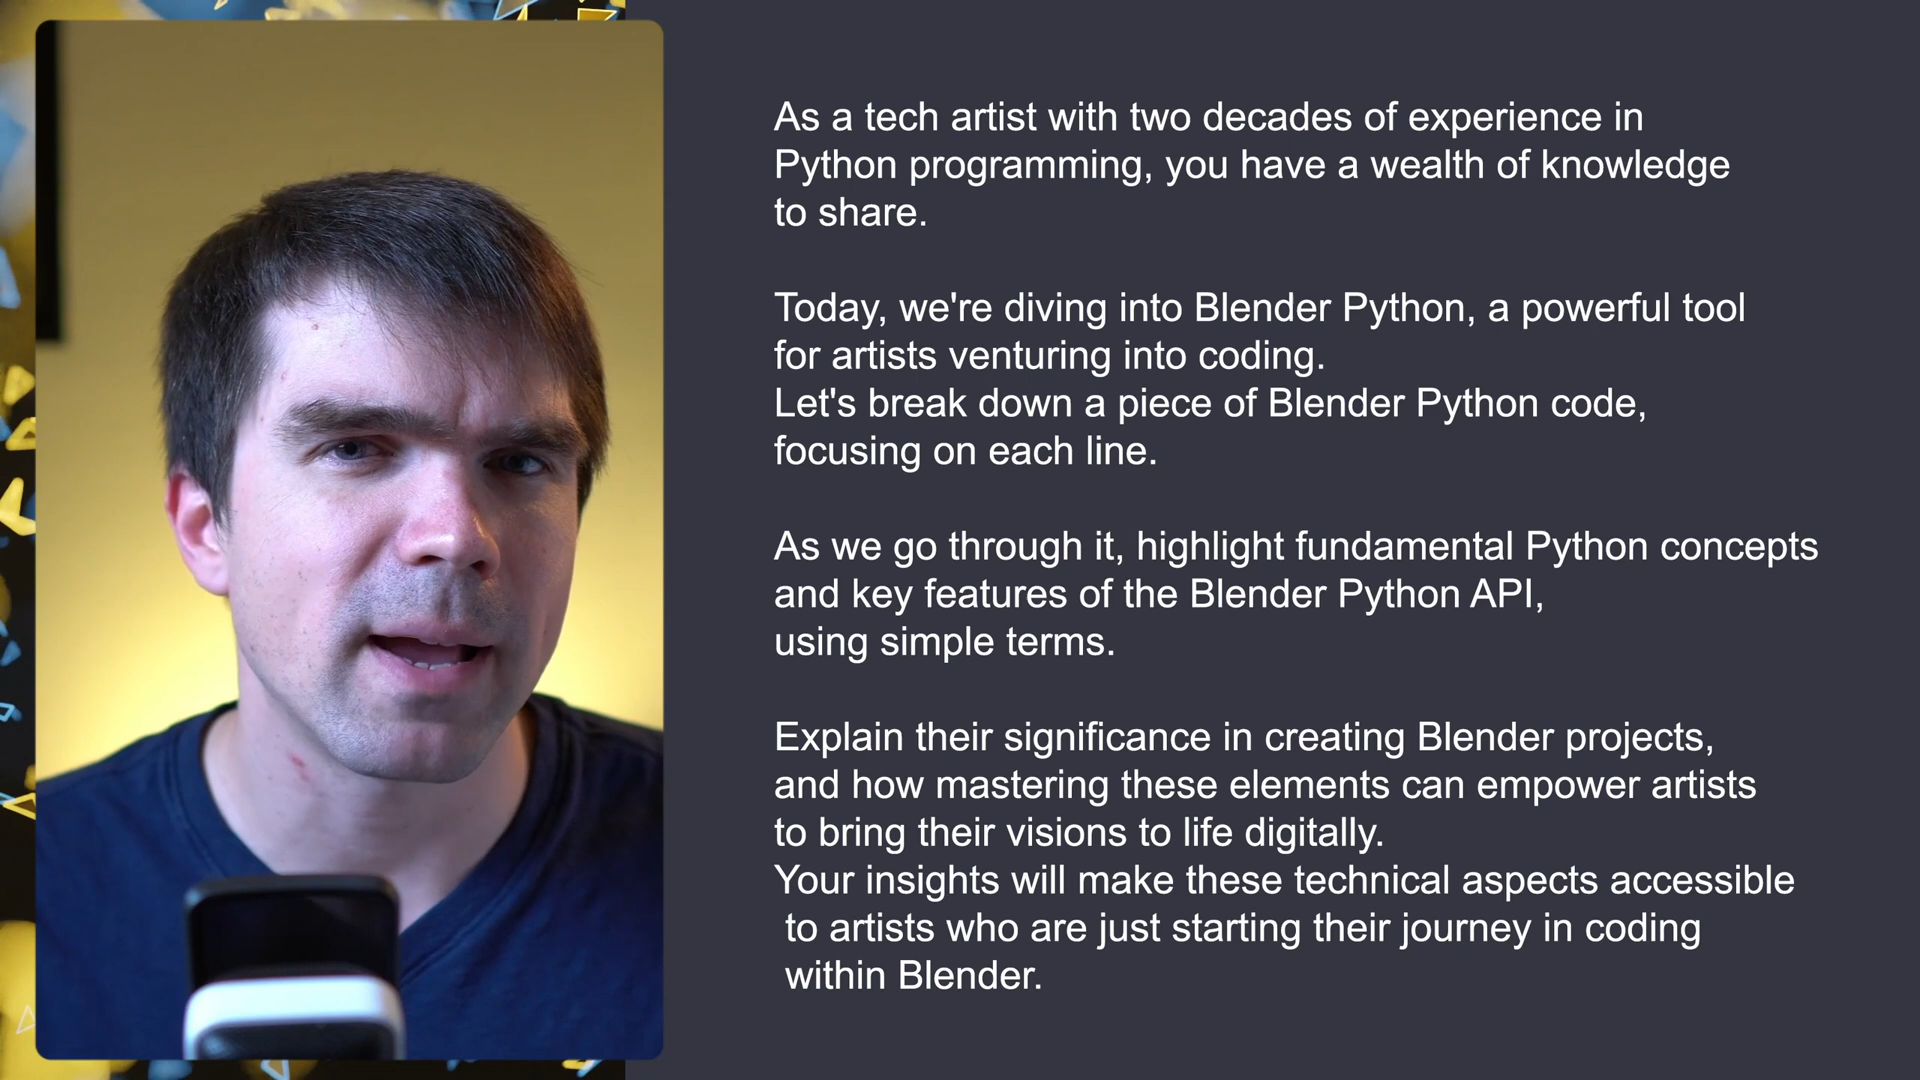 As a tech artist with two decades of experience in
Python programming, you have a wealth of knowledge
to share.
Today, we're diving into Blender Python, a powerful tool
for artists venturing into coding.
Let's break down a piece of Blender Python code,
focusing on each line.
As we go through it, highlight fundamental Python concepts
and key features of the Blender Python API,
using simple terms.
Explain their significance in creating Blender projects,
and how mastering these elements can empower artists
to bring their visions to life digitally.
Your insights will make these technical aspects accessible
to artists who are just starting their journey in coding
within Blender.